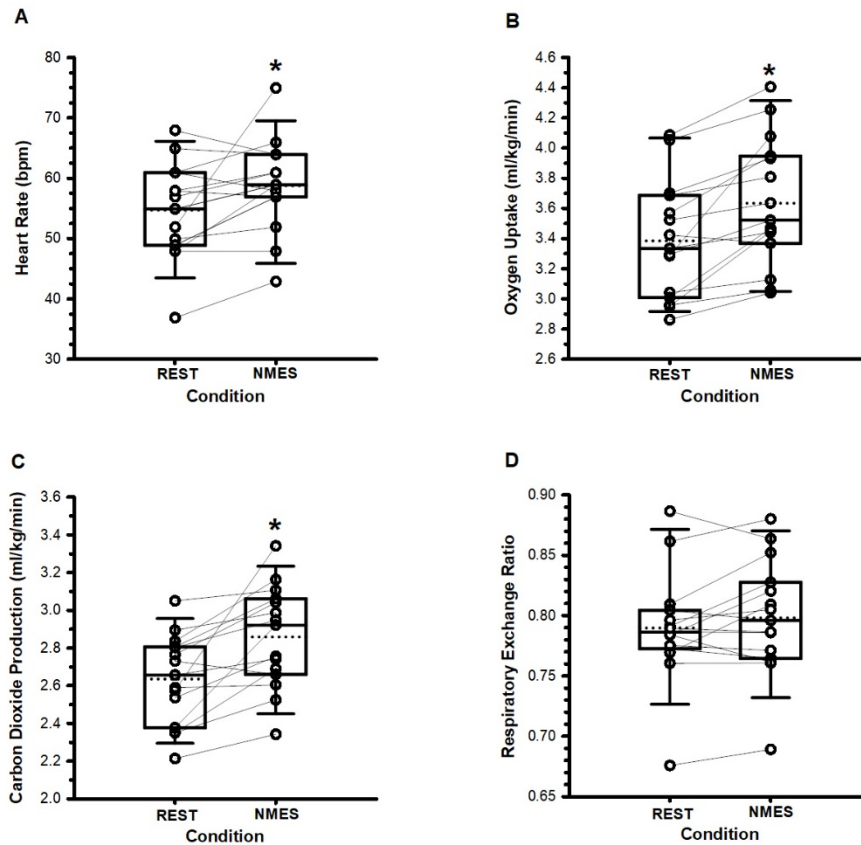 A
Heart Rate (bpm)
80
70
60
50
40
30
*
REST NMES
Condition
B
Oxygen Uptake (ml/kg/min)
4.6
4.4
4.2
4.0
3.8
3.6
3.4
3.2
3.0
2.8
2.6
*
REST NMES
Condition
C
Carbon Dioxide Production (ml/kg/min)
3.6
3.4
3.2
3.0
2.8
2.6
2.4
2.2
2.0
*
REST NMES
Condition
D
Respiratory Exchange Ratio
0.90
0.85
0.80
0.75
0.70
0.65
REST NMES
Condition